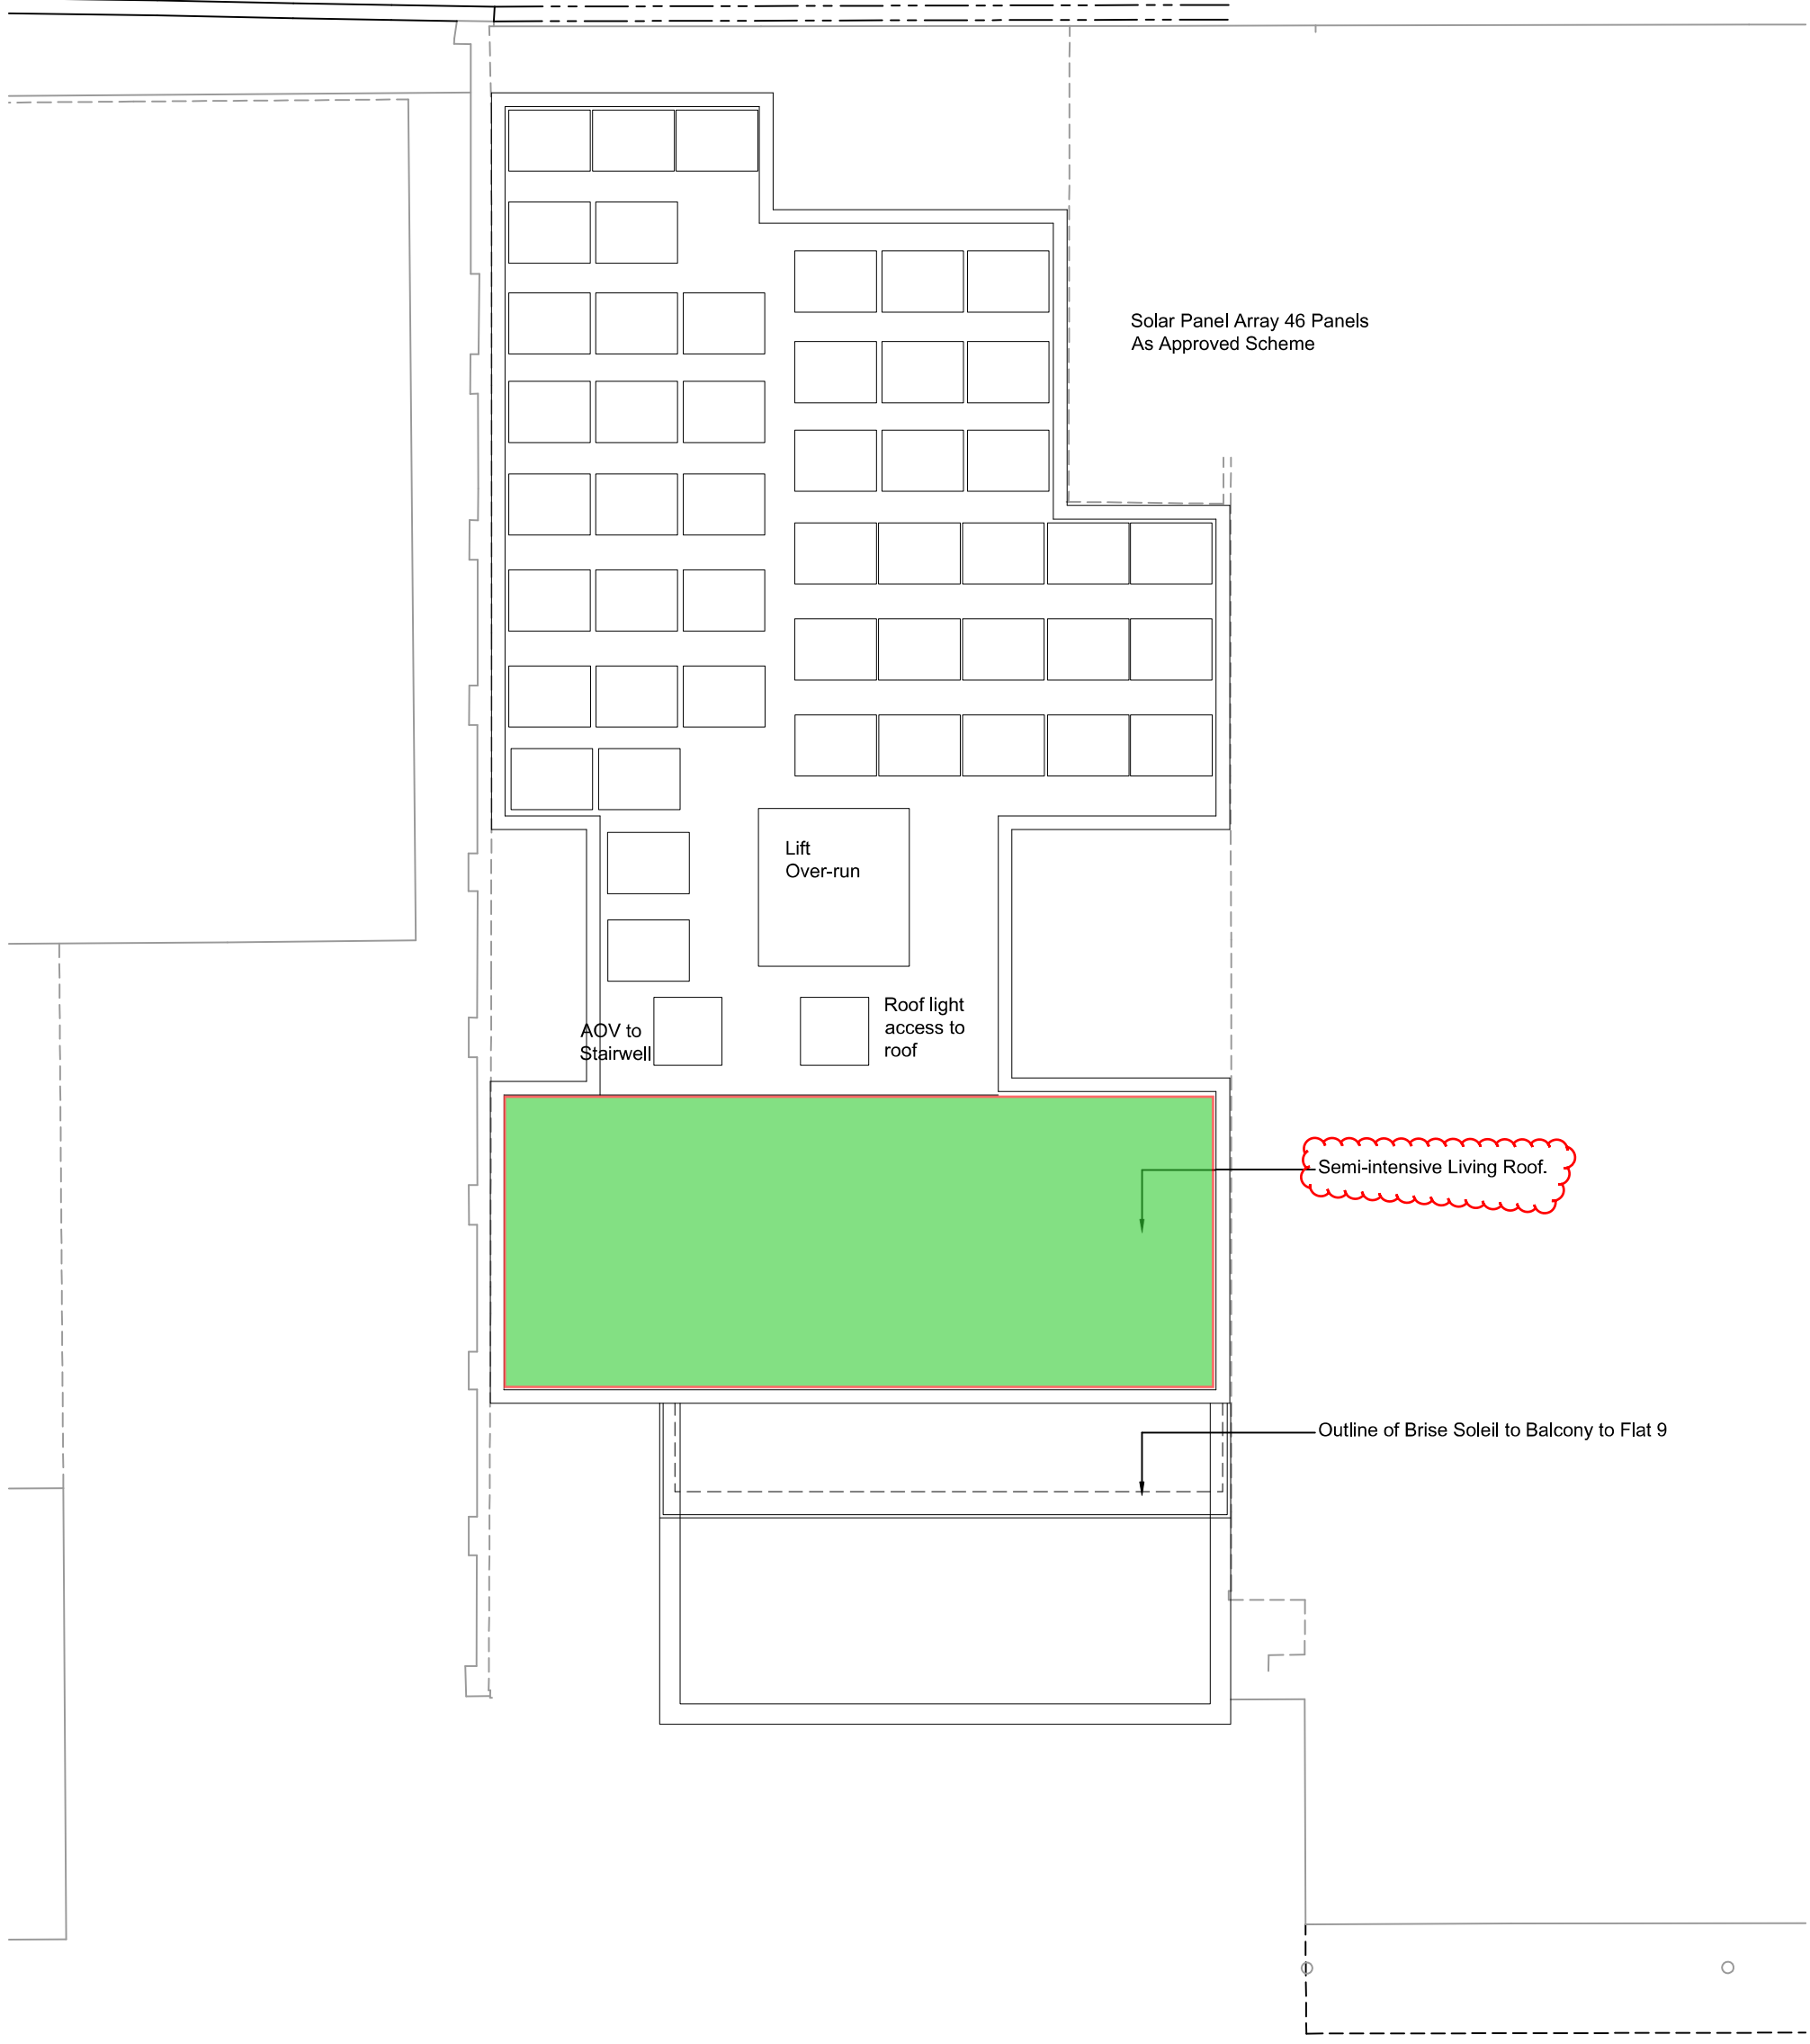 Solar Panel Array 46 Panels
As Approved Scheme
Lift
Over-run
Roof light
access to
roof
AOV to
Stairwell
Semi-intensive Living Roof.
Outline of Brise Soleil to Balcony to Flat 9